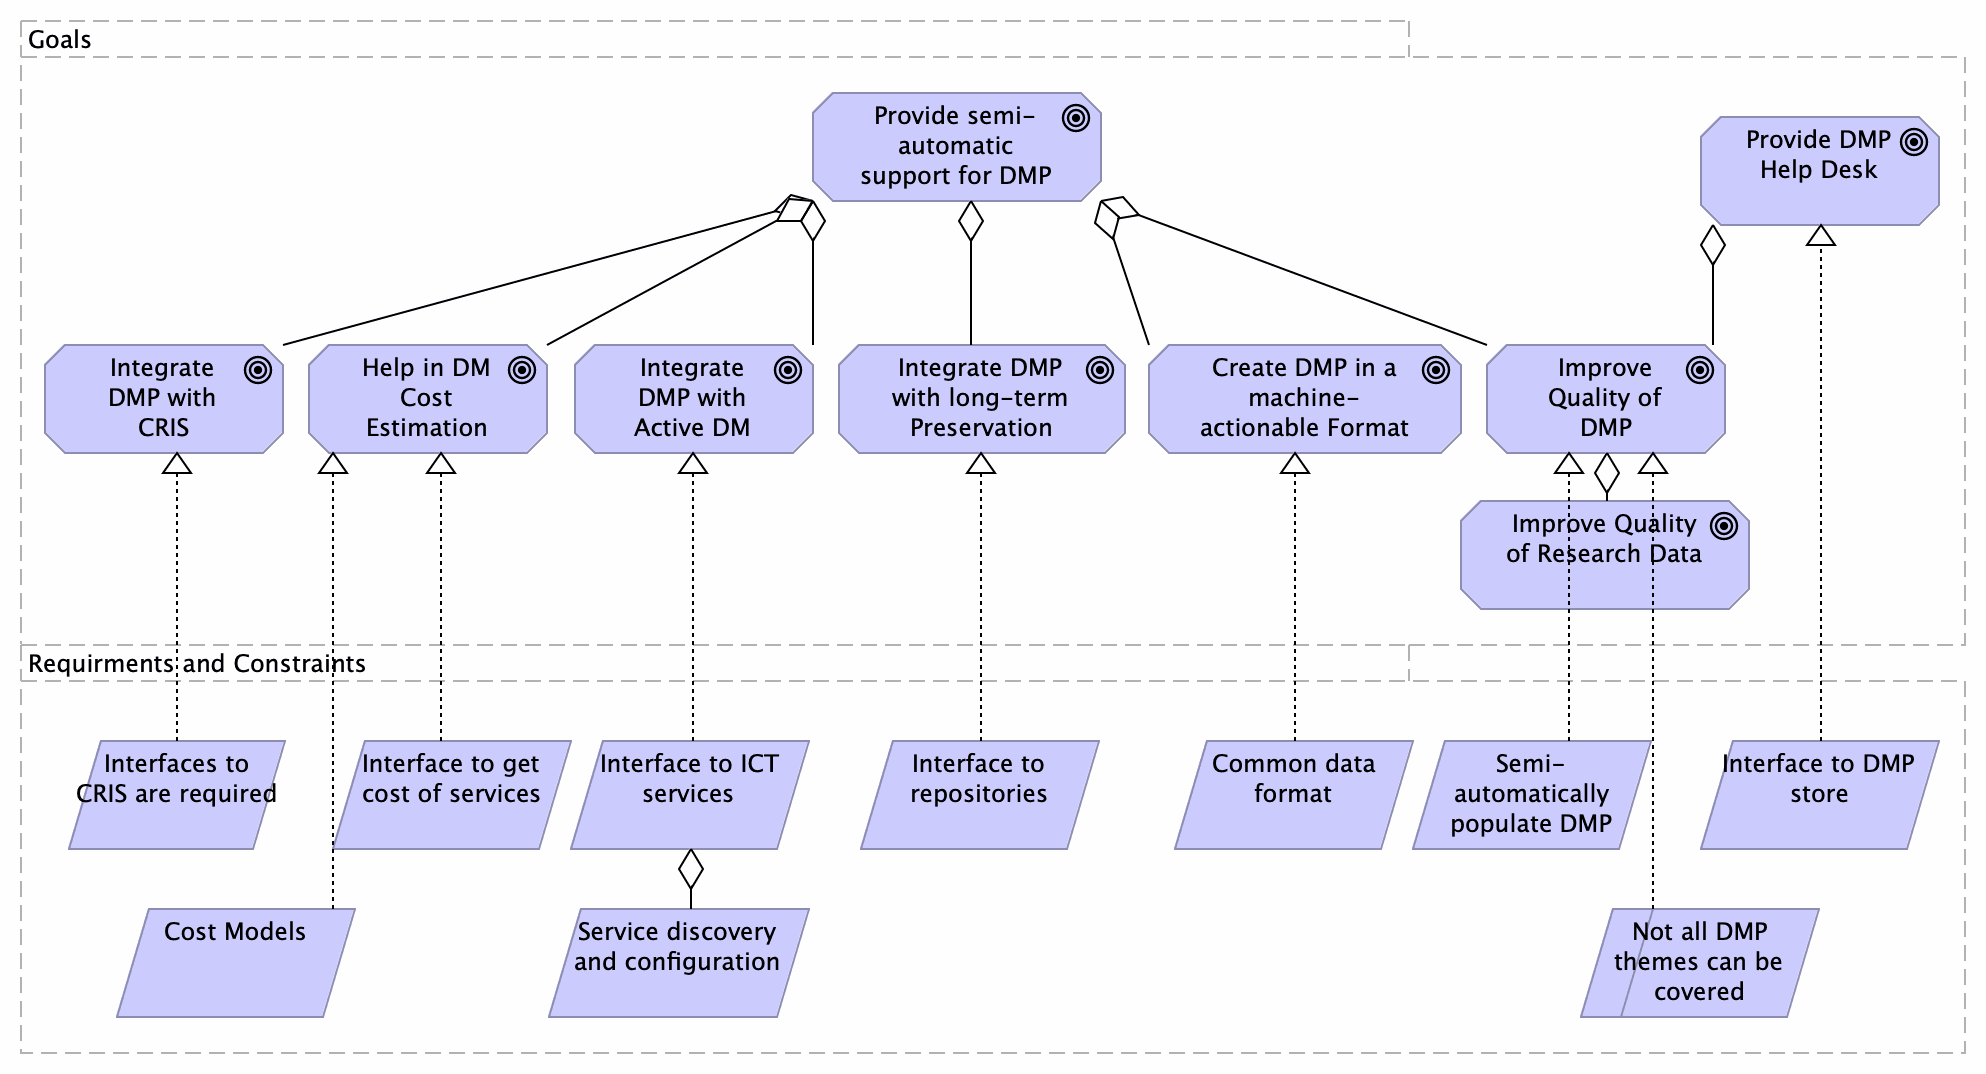 Goals
Provide semi-
automatic
support for DMP
Provide DMP
Help Desk
Integrate
DMP with
CRIS
Help in DM
Cost
Estimation
Integrate
DMP with
Active DM
Integrate DMP
with long-term
Preservation
Create DMP in a
machine-
actionable Format
Improve
Quality of
DMP
Improve Quality
of Research Data
Requirments and Constraints
Interfaces to
CRIS are required
Interface to get
cost of services
Interface to ICT
services
Interface to
repositories
Common data
format
Semi-
automatically
populate DMP
Interface to DMP
store
Cost Models
Service discovery
and configuration
Not all DMP
themes can be
covered